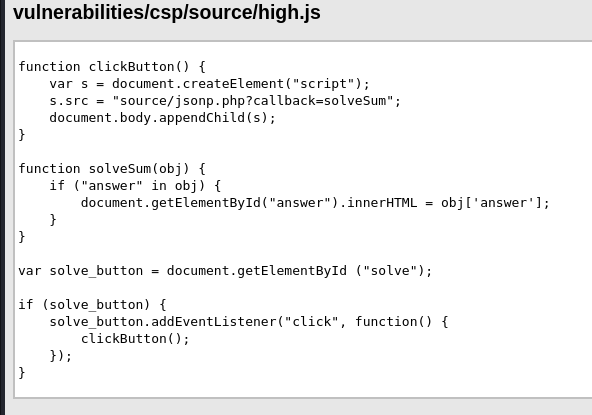 vulnerabilities/csp/source/high.js
function clickButton() {
    var s = document.createElement("script");
    s.src = "source/jsonp.php?callback=solveSum";
    document.body.appendChild(s);
}

function solveSum(obj) {
    if ("answer" in obj) {
        document.getElementById("answer").innerHTML = obj['answer'];
    }
}

var solve_button = document.getElementById ("solve");

if (solve_button) {
    solve_button.addEventListener("click", function() {
        clickButton();
    });
}